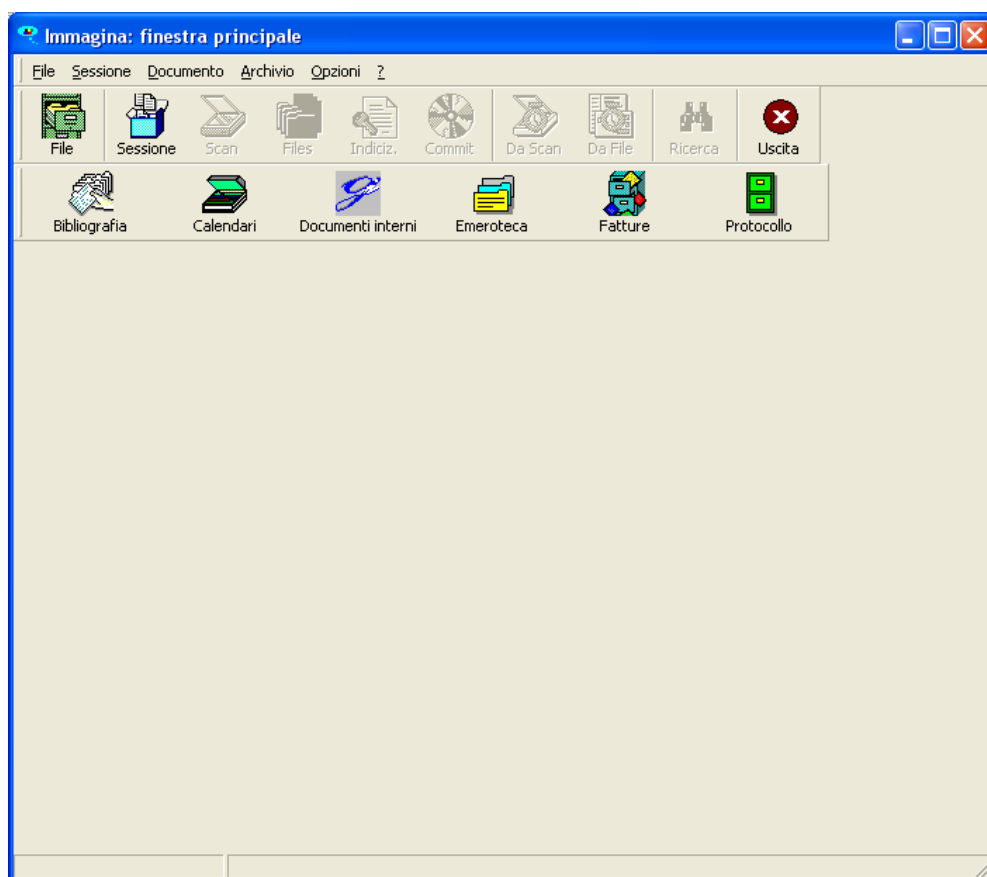 Immagina: finestra principale
File Sessione Documento Archivio Opzioni ?
File Sessione Scan Files Indiciz. Commit Da Scan Da File Ricerca Uscita
Bibliografia Calendari Documenti interni Emeroteca Fatture Protocollo